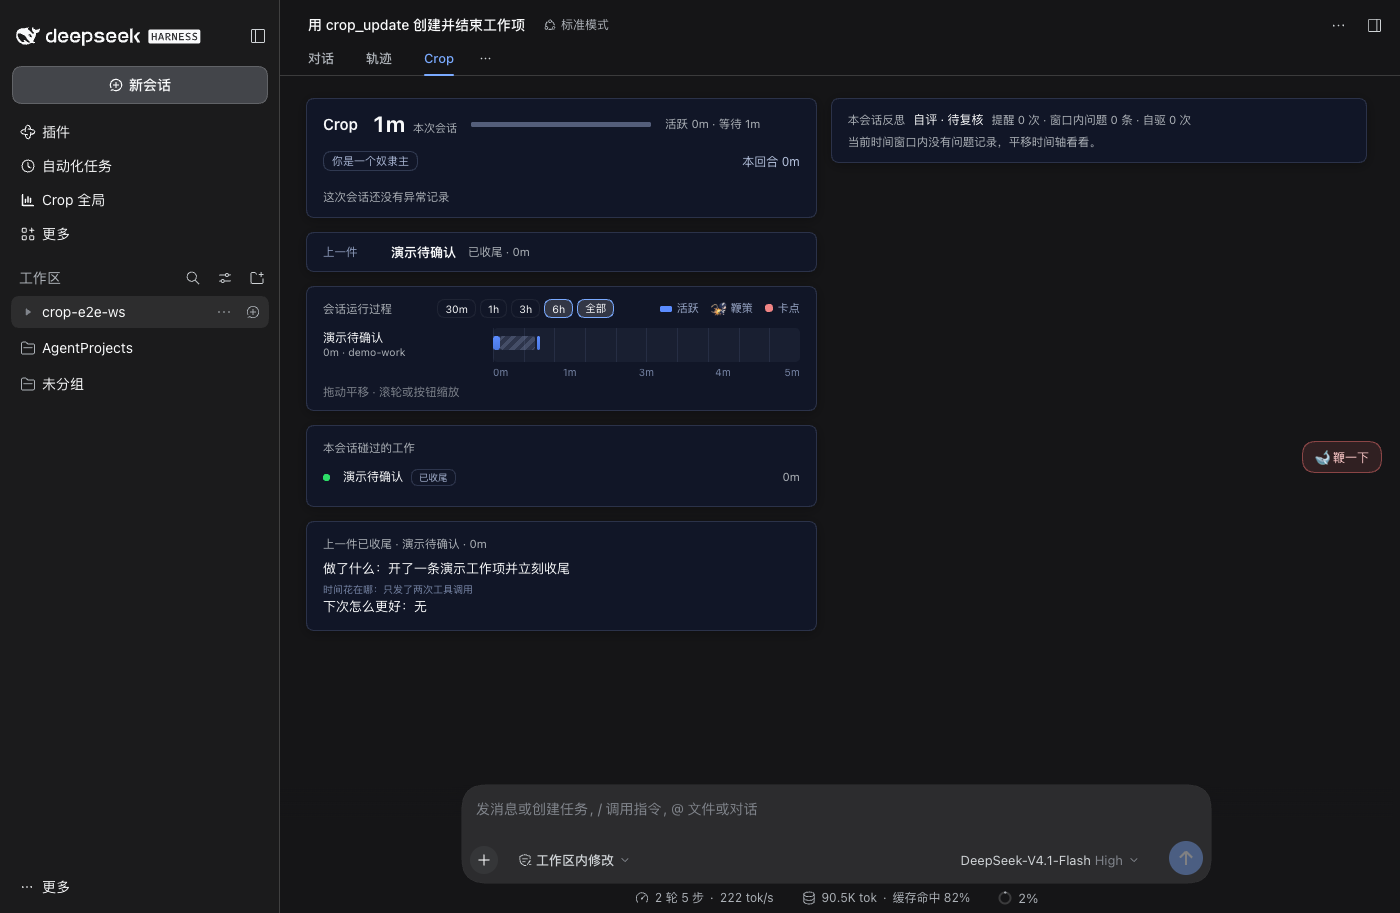 deepseek HARNESS
新会话
插件
自动化任务
Crop 全局
更多
工作区
crop-e2e-ws
AgentProjects
未分组
更多
用 crop_update 创建并结束工作项 标准模式
对话 轨迹 Crop
Crop 1m 本次会话 活跃 0m · 等待 1m
你是一个奴隶主 本回合 0m
这次会话还没有异常记录
上一件 演示待确认 已收尾 · 0m
会话运行过程 30m 1h 3h 6h 全部 活跃 鞭策 卡点
演示待确认
0m · demo-work
0m 1m 3m 4m 5m
拖动平移 · 滚轮或按钮缩放
本会话碰过的工作
演示待确认 已收尾 0m
上一件已收尾 · 演示待确认 · 0m
做了什么：开了一条演示工作项并立刻收尾
时间花在哪：只发了两次工具调用
下次怎么更好：无
本会话反思 自评 · 待复核 提醒 0 次 · 窗口内问题 0 条 · 自驱 0 次
当前时间窗口内没有问题记录，平移时间轴看看。
鞭一下
发消息或创建任务, / 调用指令, @ 文件或对话
工作区内修改 DeepSeek-V4.1-Flash High
2 轮 5 步 · 222 tok/s 90.5K tok · 缓存命中 82% 2%